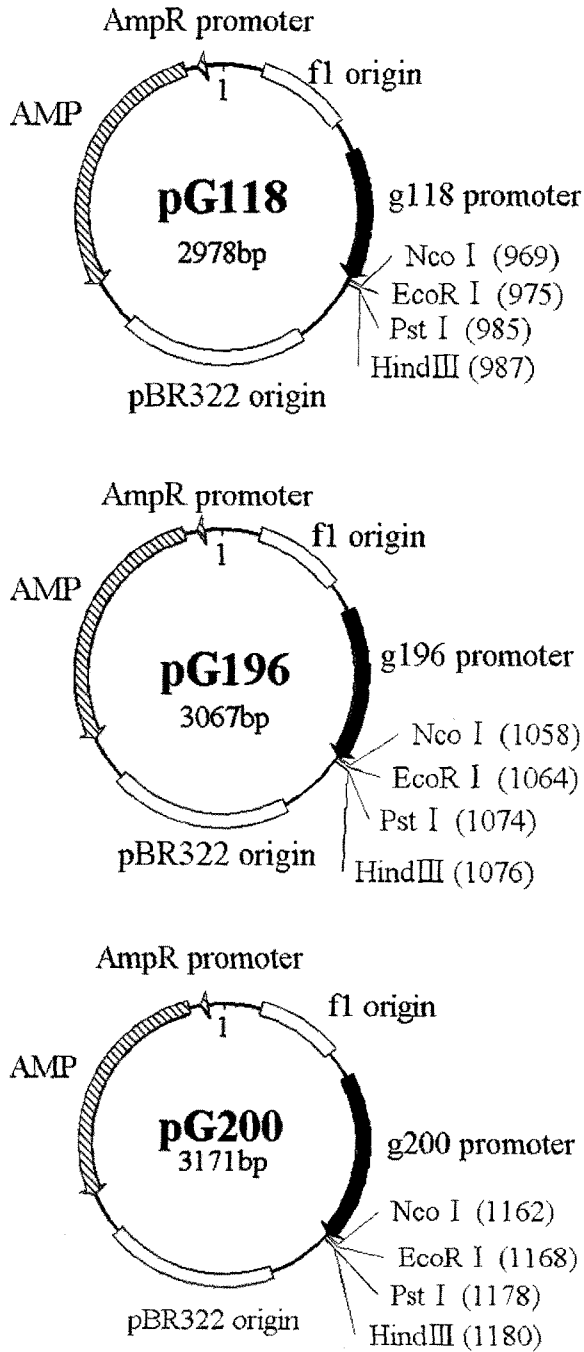 AmpR promoter
f1 origin
1
AMP
pG118
2978bp
g118 promoter
Nco I (969)
EcoR I (975)
Pst I (985)
HindIII (987)
pBR322 origin
AmpR promoter
f1 origin
1
AMP
pG196
3067bp
g196 promoter
Nco I (1058)
EcoR I (1064)
Pst I (1074)
HindIII (1076)
pBR322 origin
AmpR promoter
f1 origin
1
AMP
pG200
3171bp
g200 promoter
Nco I (1162)
EcoR I (1168)
Pst I (1178)
HindIII (1180)
pBR322 origin